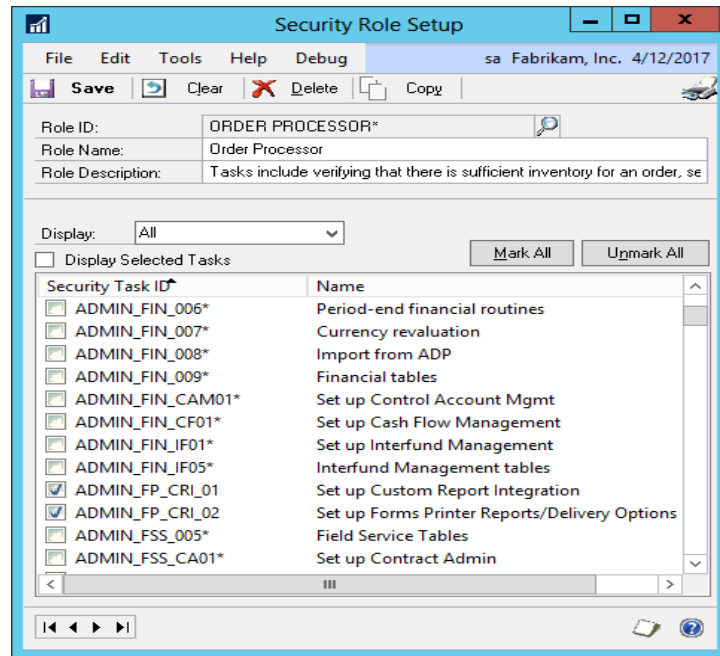 Security Role Setup
File Edit Tools Help Debug sa Fabrikam, Inc. 4/12/2017
Save Clear Delete Copy
Role ID: ORDER PROCESSOR*
Role Name: Order Processor
Role Description: Tasks include verifying that there is sufficient inventory for an order, se
Display: All
Display Selected Tasks Mark All Unmark All
Security Task ID Name
ADMIN_FIN_006* Period-end financial routines
ADMIN_FIN_007* Currency revaluation
ADMIN_FIN_008* Import from ADP
ADMIN_FIN_009* Financial tables
ADMIN_FIN_CAM01* Set up Control Account Mgmt
ADMIN_FIN_CF01* Set up Cash Flow Management
ADMIN_FIN_IF01* Set up Interfund Management
ADMIN_FIN_IF05* Interfund Management tables
ADMIN_FP_CRI_01 Set up Custom Report Integration
ADMIN_FP_CRI_02 Set up Forms Printer Reports/Delivery Options
ADMIN_FSS_005* Field Service Tables
ADMIN_FSS_CA01* Set up Contract Admin